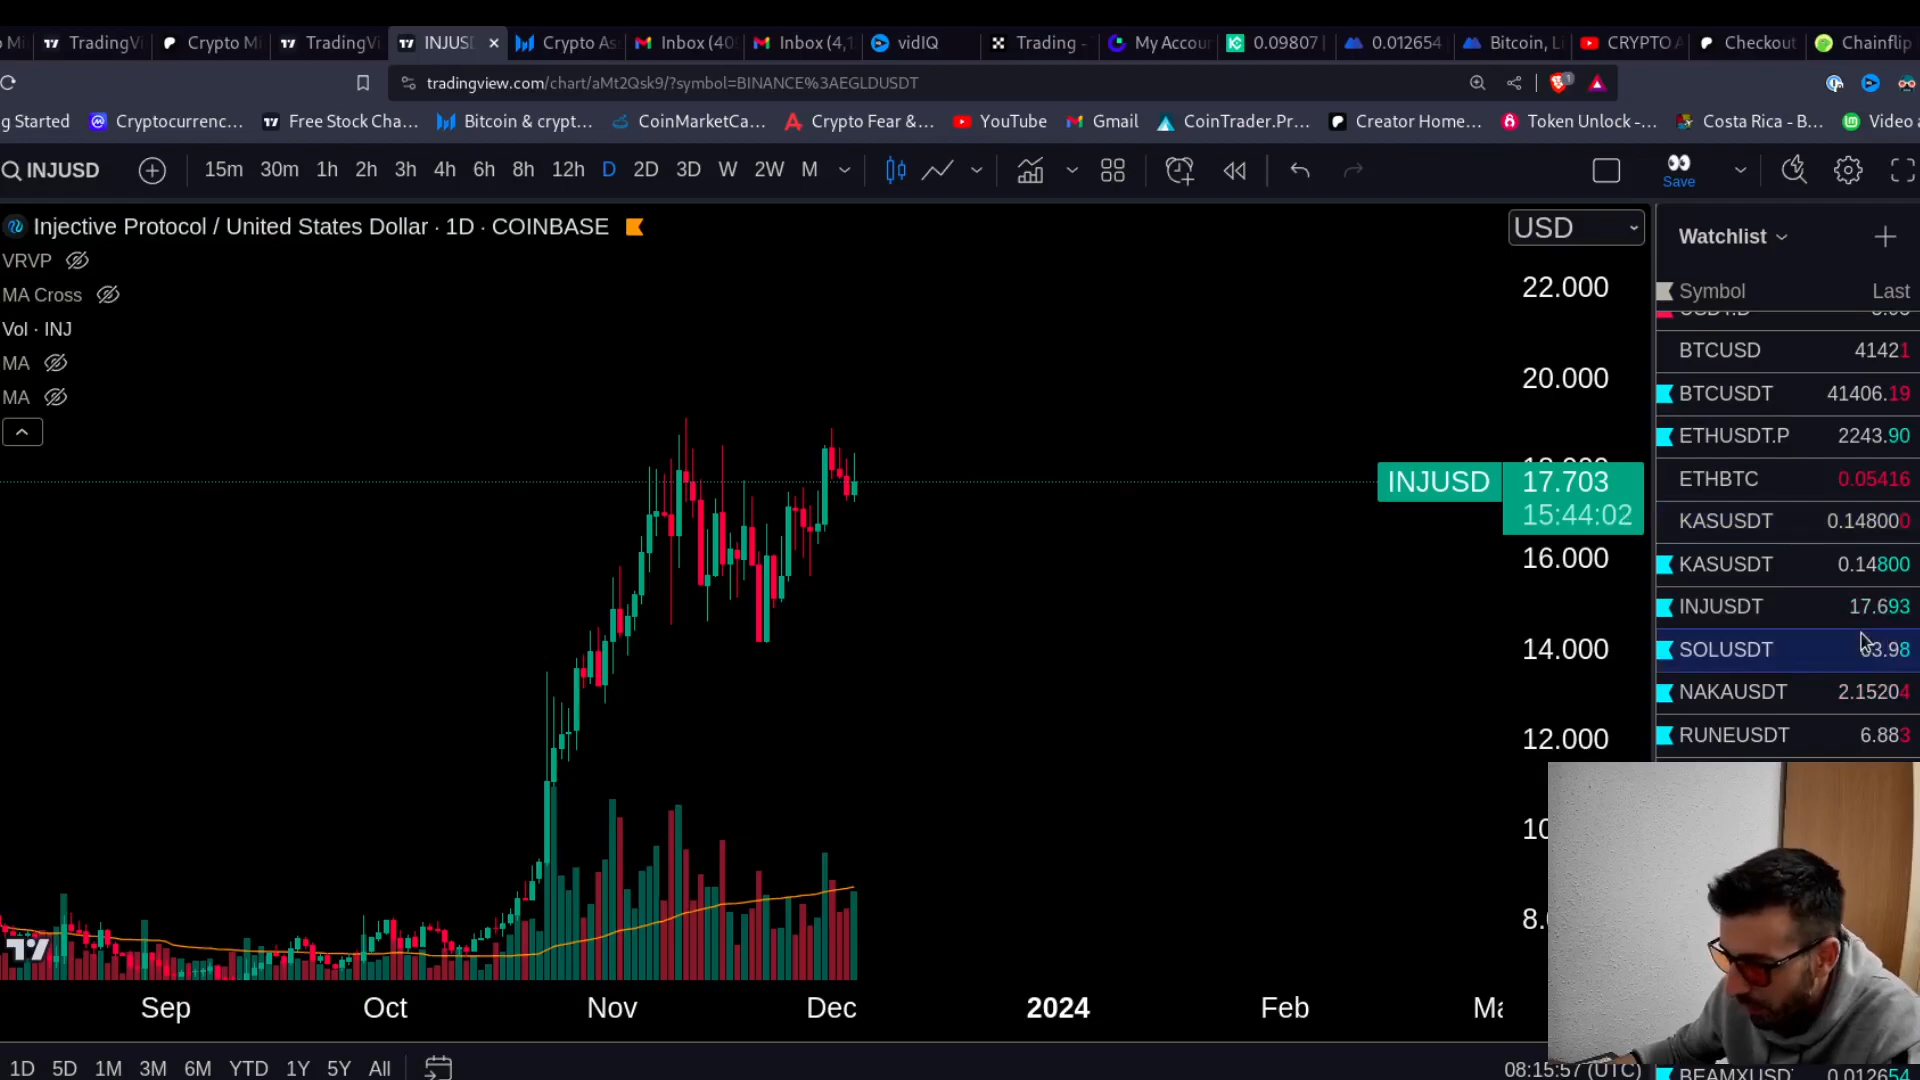 TradingVi Crypto Mi TradingVi INJUS Crypto As Inbox (40 Inbox (4,1 vidIQ Trading - My Accou 0.09807 0.012654 Bitcoin, Li CRYPTO A Checkout Chainflip
tradingview.com/chart/aMt2Qsk9/?symbol=BINANCE%3AEGLDUSDT
g Started Cryptocurrenc... Free Stock Cha... Bitcoin & crypt... CoinMarketCa... Crypto Fear &... YouTube Gmail CoinTrader.Pr... Creator Home... Token Unlock -... Costa Rica - B... Video a
INJUSD 15m 30m 1h 2h 3h 4h 6h 8h 12h D 2D 3D W 2W M Save
Injective Protocol / United States Dollar · 1D · COINBASE
VRVP
MA Cross
Vol · INJ
MA
MA
USD
22.000
20.000
INJUSD 17.703
15:44:02
16.000
14.000
12.000
10
8.
Sep Oct Nov Dec 2024 Feb Ma
1D 5D 1M 3M 6M YTD 1Y 5Y All
08:15:57 (UTC)
Watchlist
Symbol Last
BTCUSD 41421
BTCUSDT 41406.19
ETHUSDT.P 2243.90
ETHBTC 0.05416
KASUSDT 0.148000
KASUSDT 0.14800
INJUSDT 17.693
SOLUSDT 3.98
NAKAUSDT 2.15204
RUNEUSDT 6.883
BEAMXUSDT 0.012654